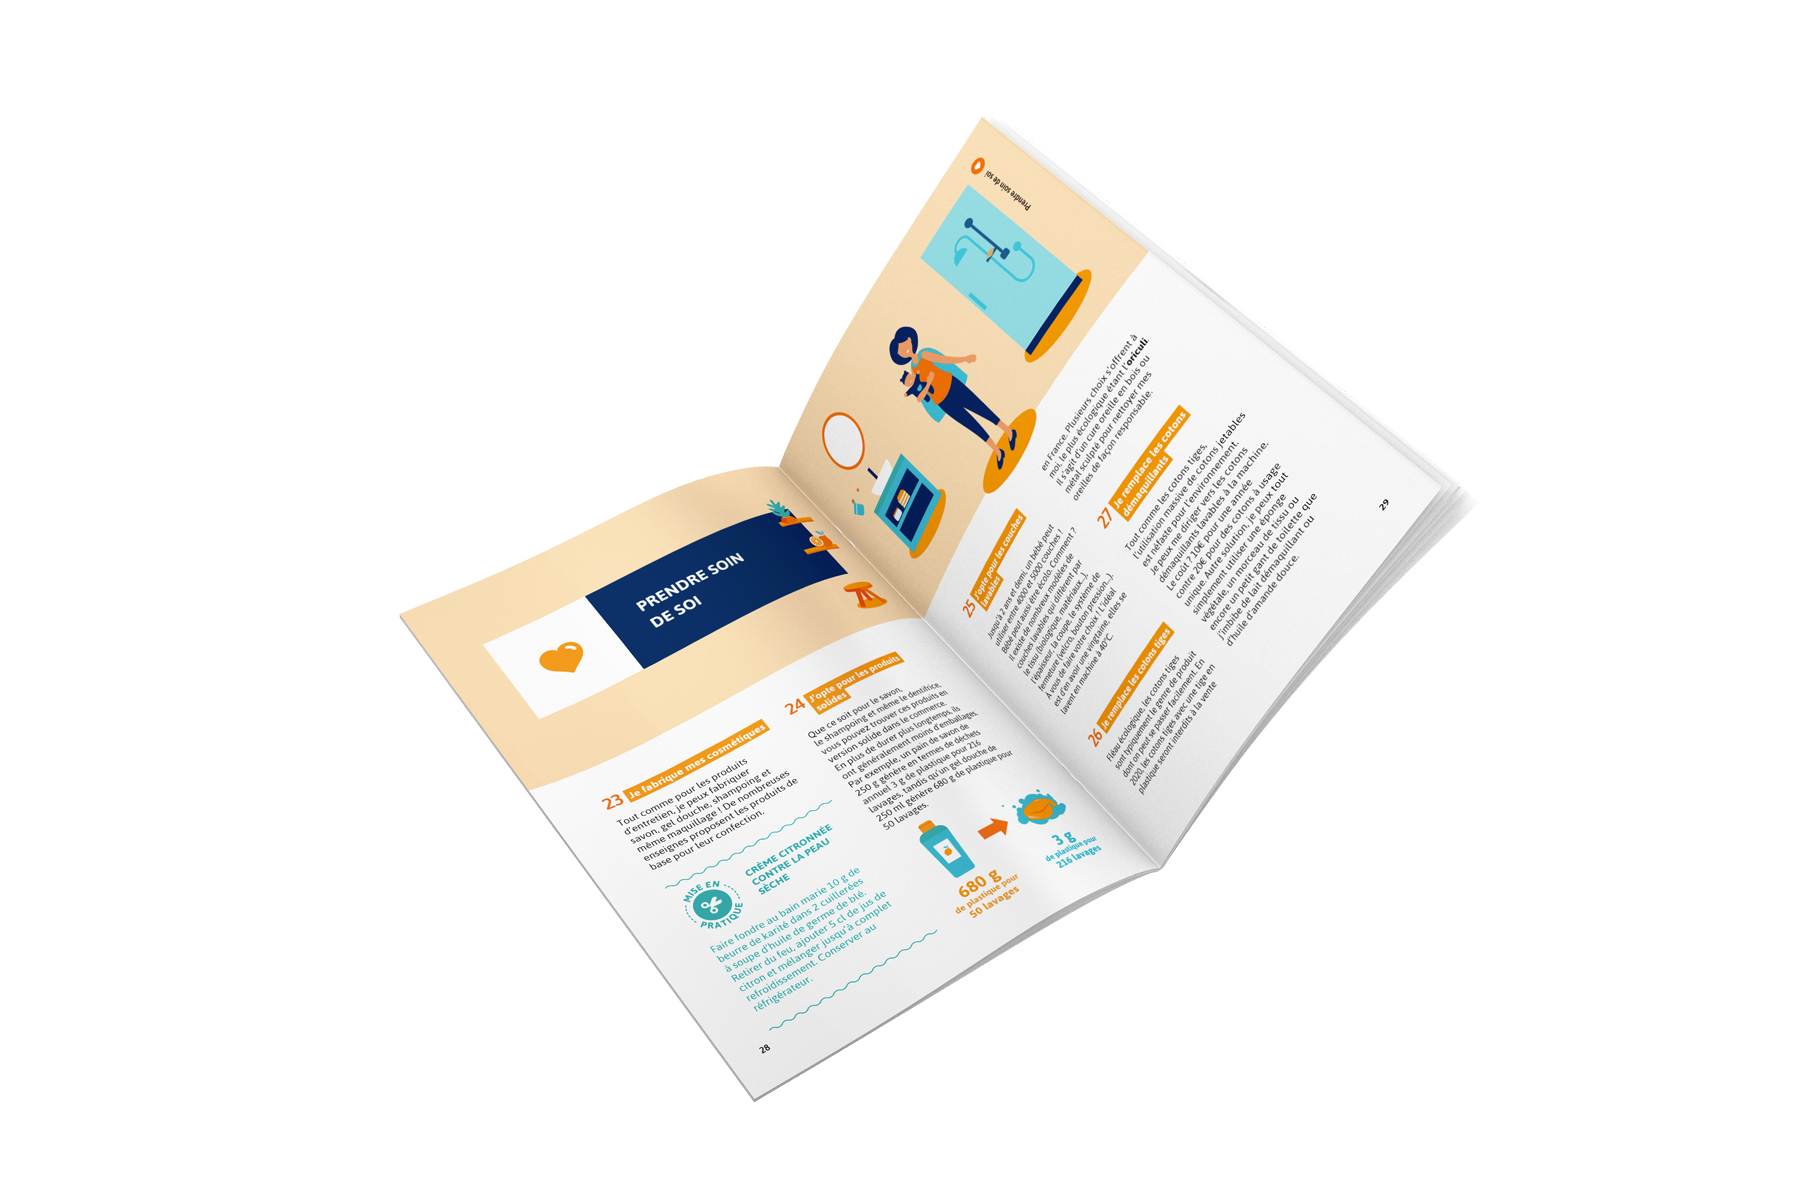 PRENDRE SOIN
DE SOI
23 Je fabrique mes cosmétiques
Tout comme pour les produits
d'entretien, je peux fabriquer
savon, gel douche, shampoing et
même maquillage ! De nombreuses
enseignes proposent les produits de
base pour leur confection.
MISE EN
PRATIQUE
CRÈME CITRONNÉE
CONTRE LA PEAU
SÈCHE
Faire fondre au bain marie 10 g de
beurre de karité dans 2 cuillerées
à soupe d'huile de germe de blé.
Retirer du feu, ajouter 5 cl de jus de
citron et mélanger jusqu'à complet
refroidissement. Conserver au
réfrigérateur.
28
24 J'opte pour les produits
solides
Que ce soit pour le savon,
le shampoing et même le dentifrice,
vous pouvez trouver ces produits en
version solide dans le commerce.
En plus de durer plus longtemps, ils
ont généralement moins d'emballages.
Par exemple, un pain de savon de
250 g génère en termes de déchets
annuel 3 g de plastique pour 216
lavages, tandis qu'un gel douche de
250 ml génère 680 g de plastique pour
50 lavages.
680 g
de plastique pour
50 lavages
3 g
de plastique pour
216 lavages
Prendre soin de soi
25 J'opte pour les couches
lavables
Jusqu'à 2 ans et demi, un bébé peut
utiliser entre 4000 et 5000 couches !
Bébé peut aussi être écolo. Comment ?
Il existe de nombreux modèles de
couches lavables qui diffèrent par
le tissu (biologique, matériaux...),
l'épaisseur, la coupe, le système de
fermeture (velcro, bouton pression...).
À vous de faire votre choix ! L'idéal
est d'en avoir une vingtaine, elles se
lavent en machine à 40°C.
26 Je remplace les cotons tiges
Fléau écologique, les cotons tiges
sont typiquement le genre de produit
dont on peut se passer facilement. En
2020, les cotons tiges avec une tige en
plastique seront interdits à la vente
en France. Plusieurs choix s'offrent à
moi, le plus écologique étant l'oriculi.
Il s'agit d'un cure oreille en bois ou
métal sculpté pour nettoyer mes
oreilles de façon responsable.
27 Je remplace les cotons
démaquillants
Tout comme les cotons tiges,
l'utilisation massive de cotons jetables
est néfaste pour l'environnement.
Je peux me diriger vers les cotons
démaquillants lavables à la machine.
Le coût ? 10€ pour une année
contre 20€ pour des cotons à usage
unique. Autre solution, je peux tout
simplement utiliser une éponge
végétale, un morceau de tissu ou
encore un petit gant de toilette que
j'imbibe de lait démaquillant ou
d'huile d'amande douce.
29